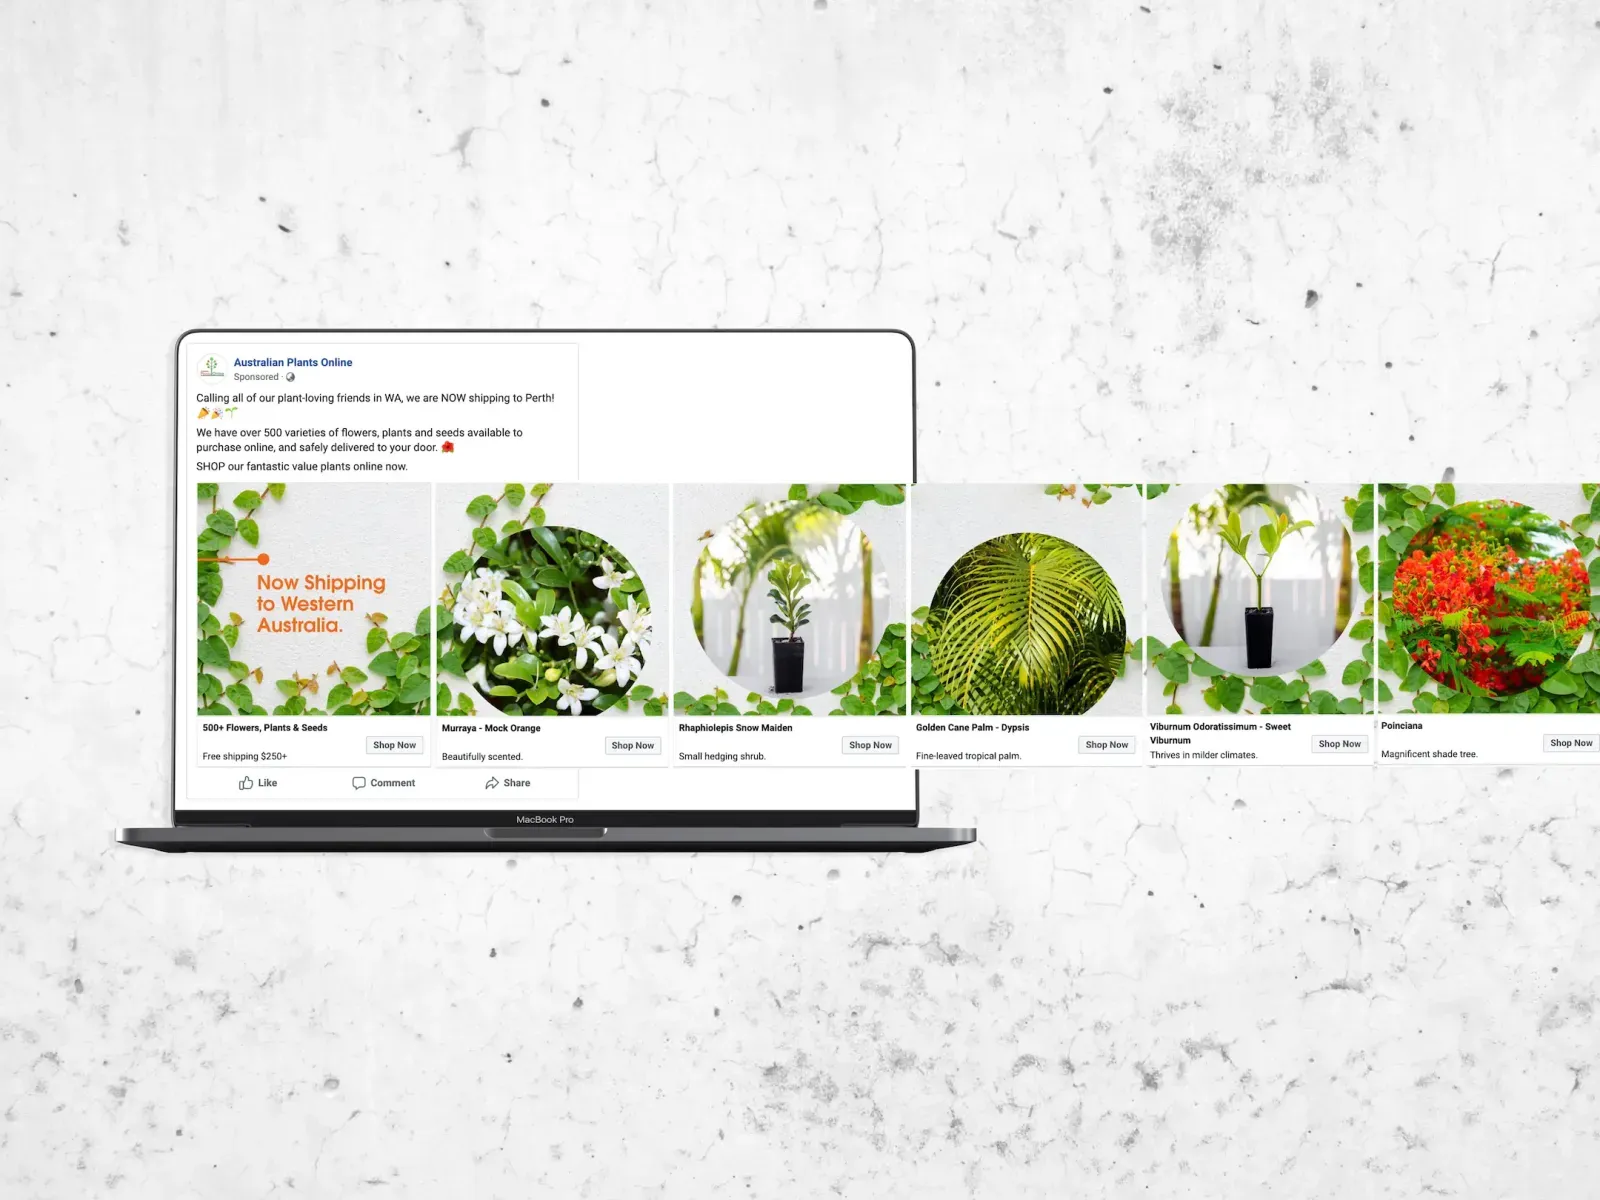 Australian Plants Online
Sponsored ·
Calling all of our plant-loving friends in WA, we are NOW shipping to Perth!
We have over 500 varieties of flowers, plants and seeds available to
purchase online, and safely delivered to your door.
SHOP our fantastic value plants online now.
Now Shipping
to Western
Australia.
500+ Flowers, Plants & Seeds
Free shipping $250+
Shop Now
Murraya - Mock Orange
Beautifully scented.
Shop Now
Rhaphiolepis Snow Maiden
Small hedging shrub.
Shop Now
Golden Cane Palm - Dypsis
Fine-leaved tropical palm.
Shop Now
Viburnum Odoratissimum - Sweet
Viburnum
Thrives in milder climates.
Shop Now
Poinciana
Magnificent shade tree.
Shop Now
Like
Comment
Share
MacBook Pro